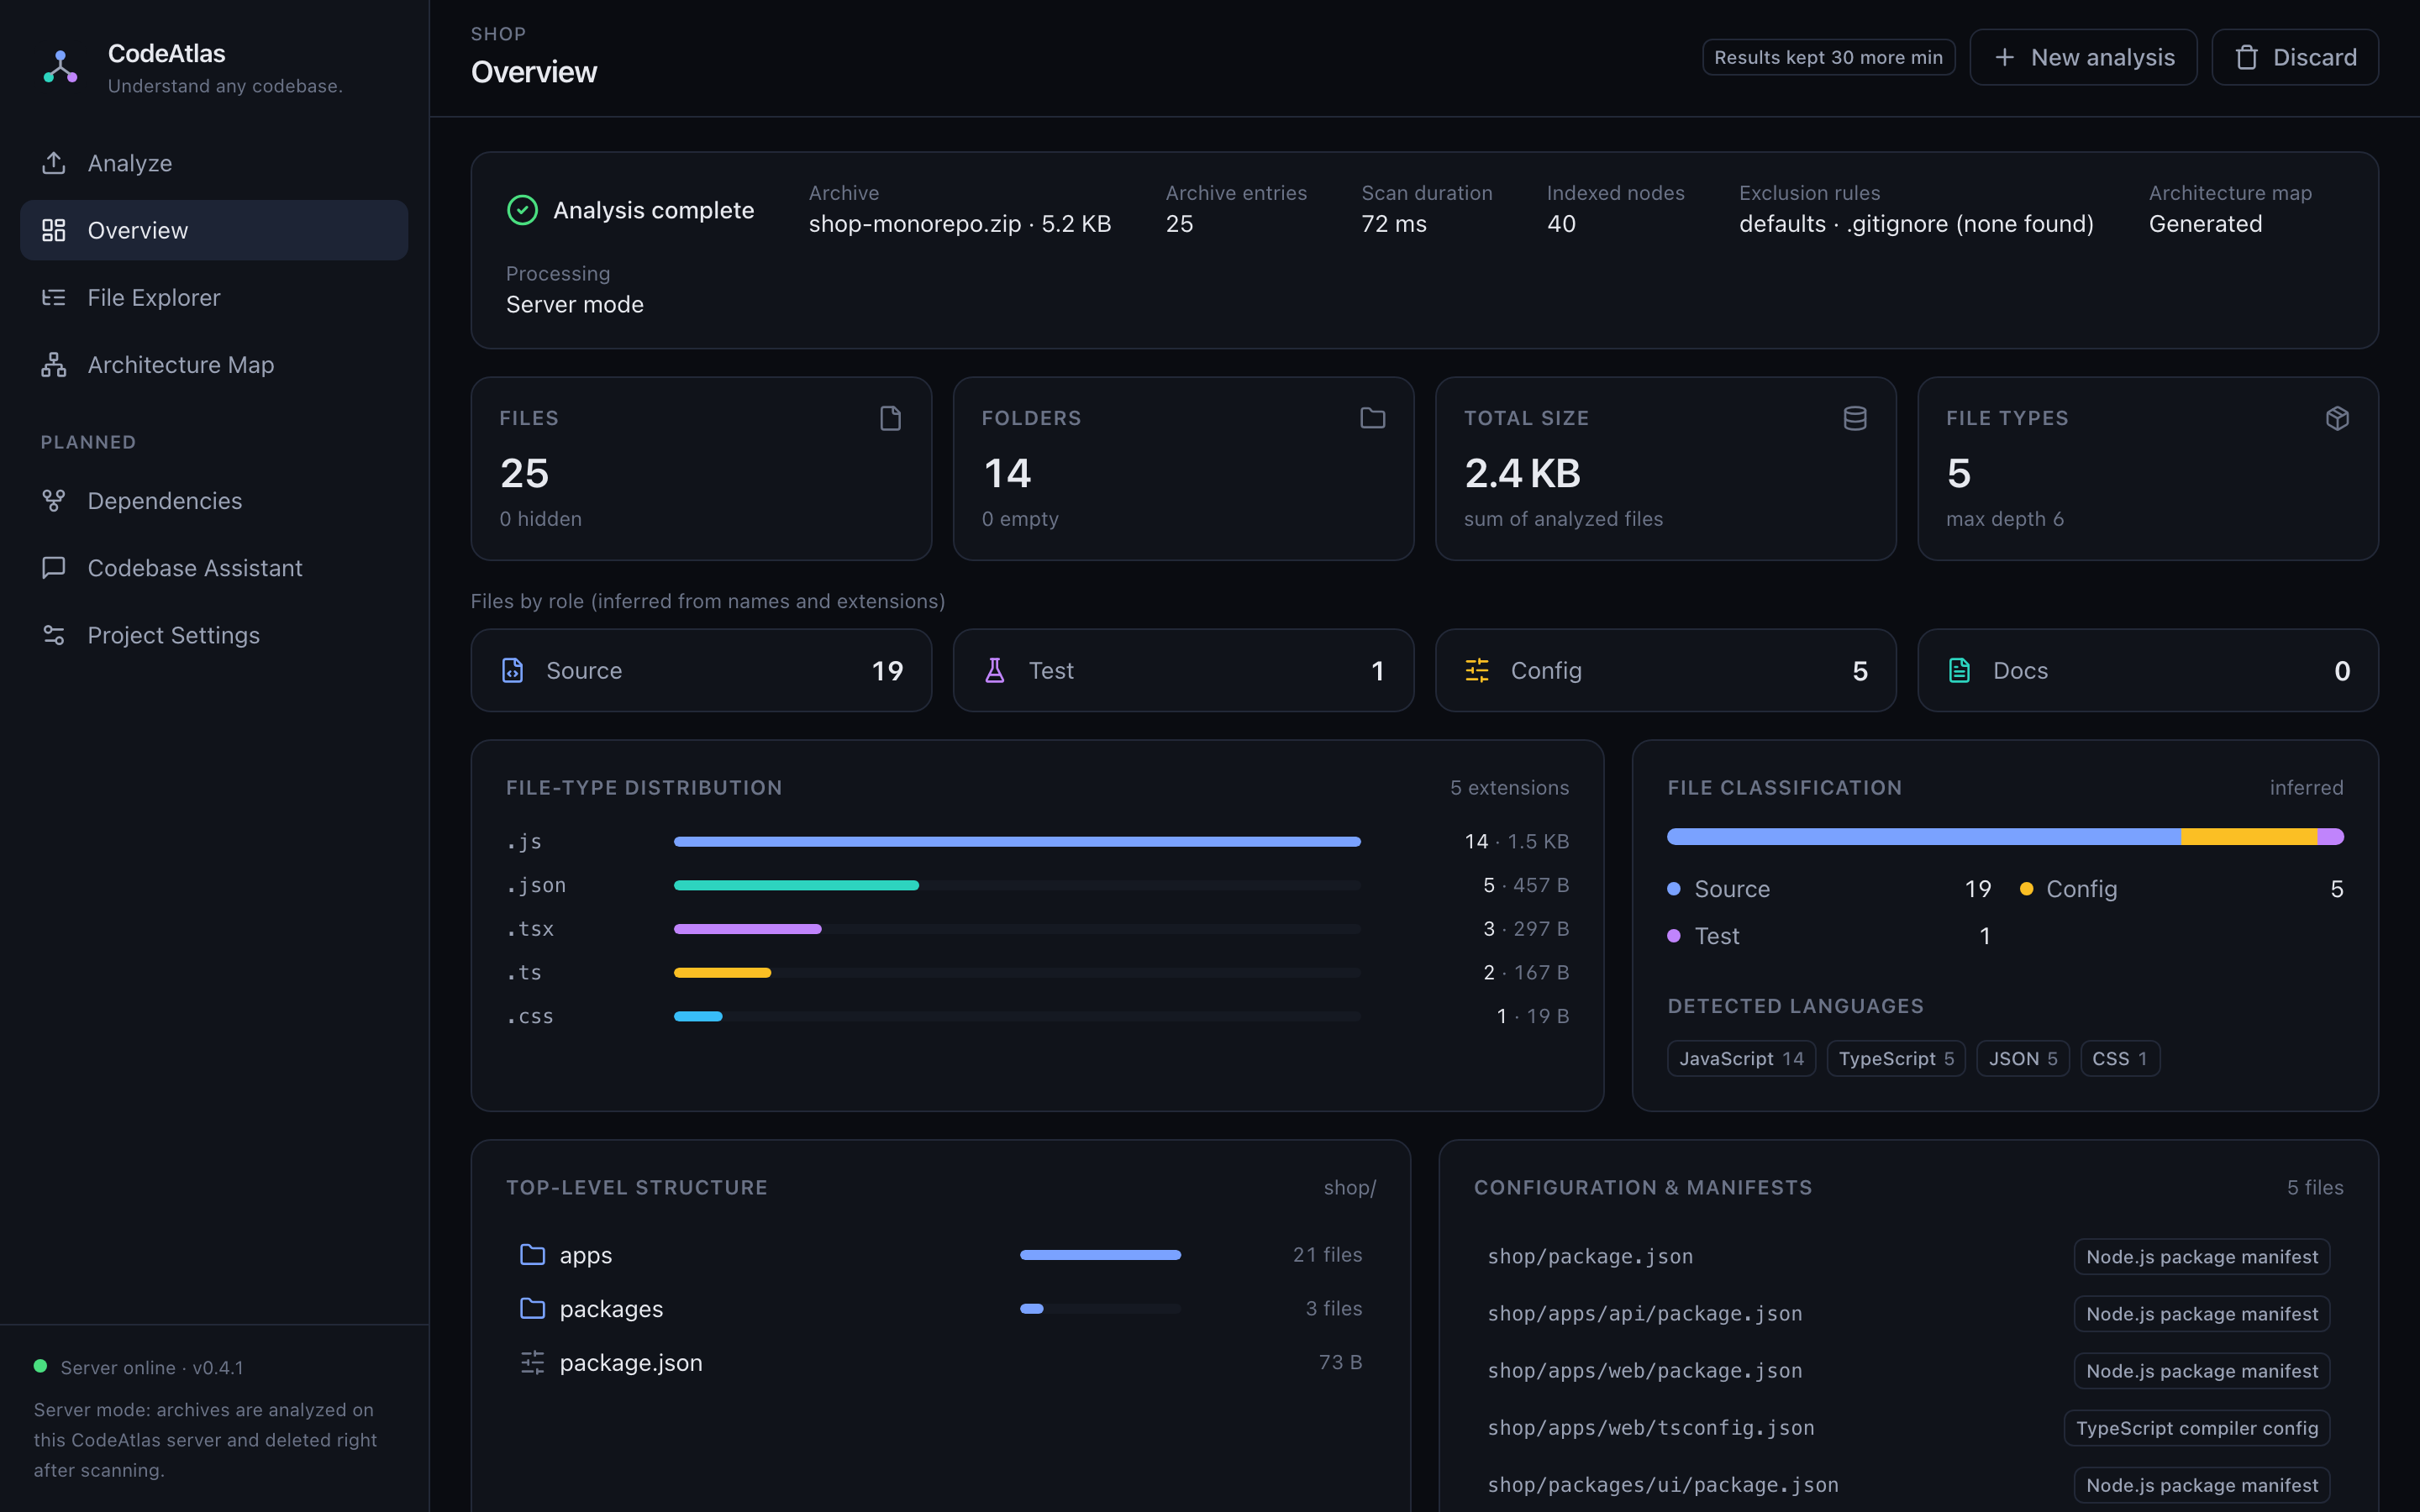 CodeAtlas
Understand any codebase.
Analyze
Overview
File Explorer
Architecture Map
PLANNED
Dependencies
Codebase Assistant
Project Settings
Server online · v0.4.1
Server mode: archives are analyzed on
this CodeAtlas server and deleted right
after scanning.
SHOP
Overview
Results kept 30 more min
New analysis
Discard
Analysis complete
Archive
shop-monorepo.zip · 5.2 KB
Archive entries
25
Scan duration
72 ms
Indexed nodes
40
Exclusion rules
defaults · .gitignore (none found)
Architecture map
Generated
Processing
Server mode
FILES
25
0 hidden
FOLDERS
14
0 empty
TOTAL SIZE
2.4 KB
sum of analyzed files
FILE TYPES
5
max depth 6
Files by role (inferred from names and extensions)
Source 19
Test 1
Config 5
Docs 0
FILE-TYPE DISTRIBUTION 5 extensions
.js 14 · 1.5 KB
.json 5 · 457 B
.tsx 3 · 297 B
.ts 2 · 167 B
.css 1 · 19 B
FILE CLASSIFICATION inferred
Source 19 Config 5
Test 1
DETECTED LANGUAGES
JavaScript 14 TypeScript 5 JSON 5 CSS 1
TOP-LEVEL STRUCTURE shop/
apps 21 files
packages 3 files
package.json 73 B
CONFIGURATION & MANIFESTS 5 files
shop/package.json Node.js package manifest
shop/apps/api/package.json Node.js package manifest
shop/apps/web/package.json Node.js package manifest
shop/apps/web/tsconfig.json TypeScript compiler config
shop/packages/ui/package.json Node.js package manifest